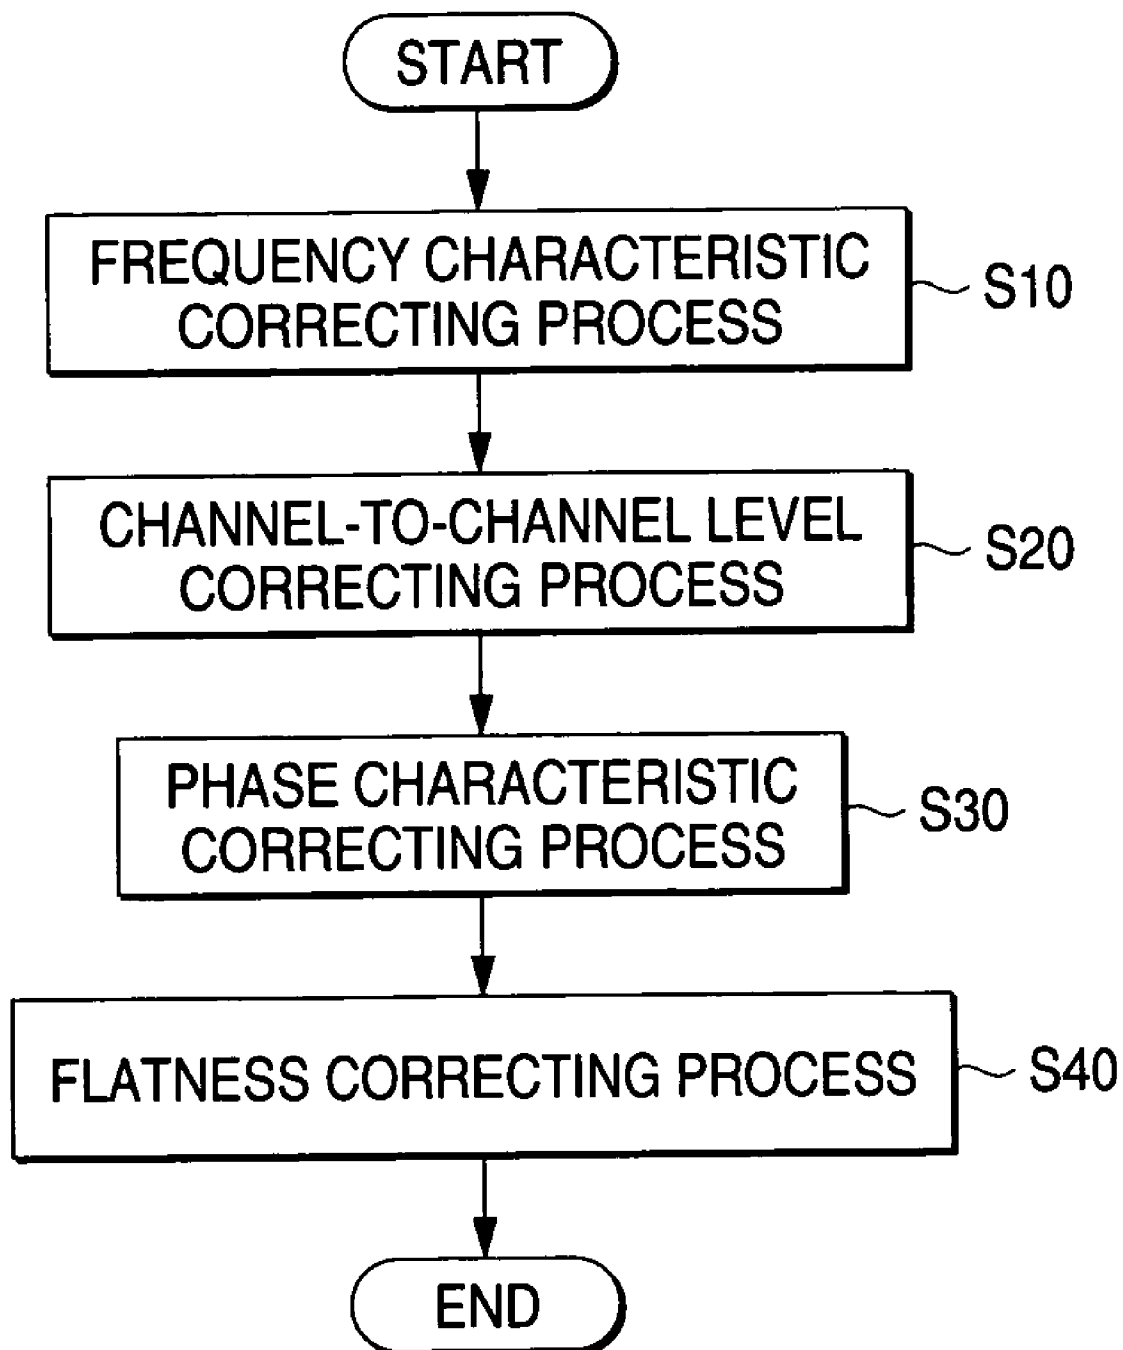 START
FREQUENCY CHARACTERISTIC
CORRECTING PROCESS
S10
CHANNEL-TO-CHANNEL LEVEL
CORRECTING PROCESS
S20
PHASE CHARACTERISTIC
CORRECTING PROCESS
S30
FLATNESS CORRECTING PROCESS
S40
END